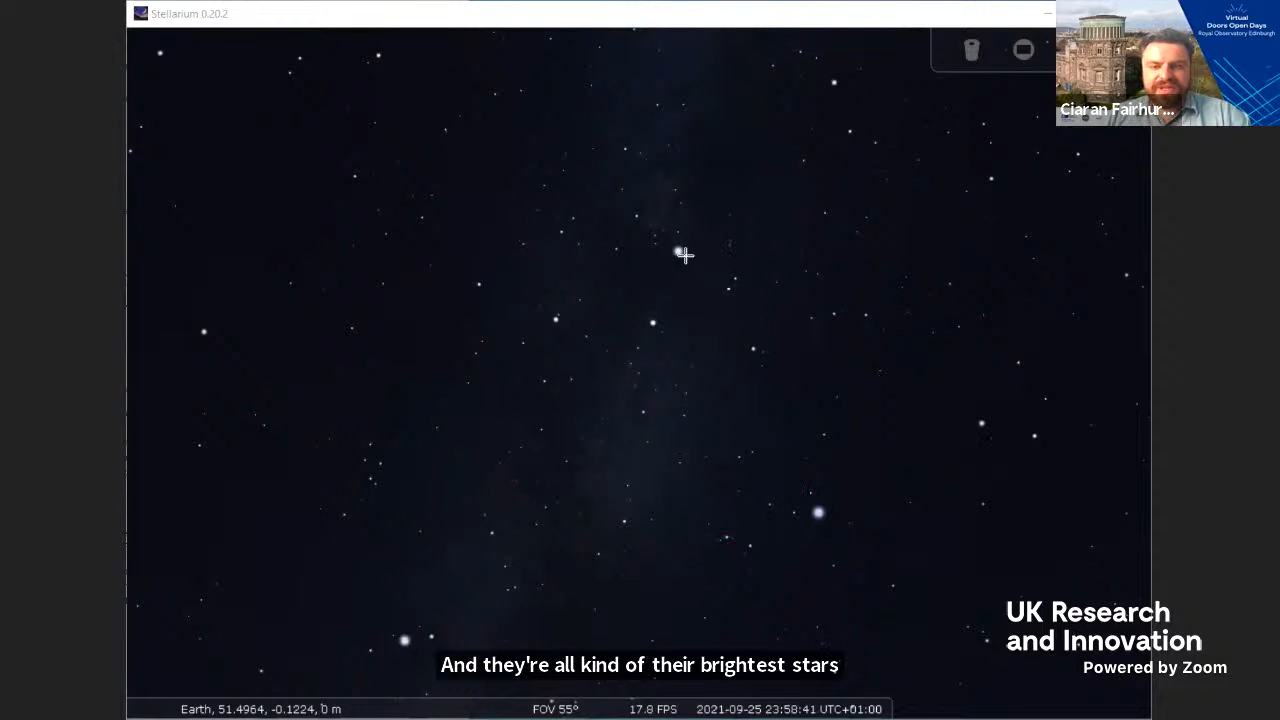 Stellarium 0.20.2
Virtual
Doors Open Days
Royal Observatory Edinburgh
Ciaran Fairhur...
UK Research
and Innovation
Powered by Zoom
And they're all kind of their brightest stars
Earth, 51.4964, -0.1224, 0 m FOV 55° 17.8 FPS 2021-09-25 23:58:41 UTC+01:00